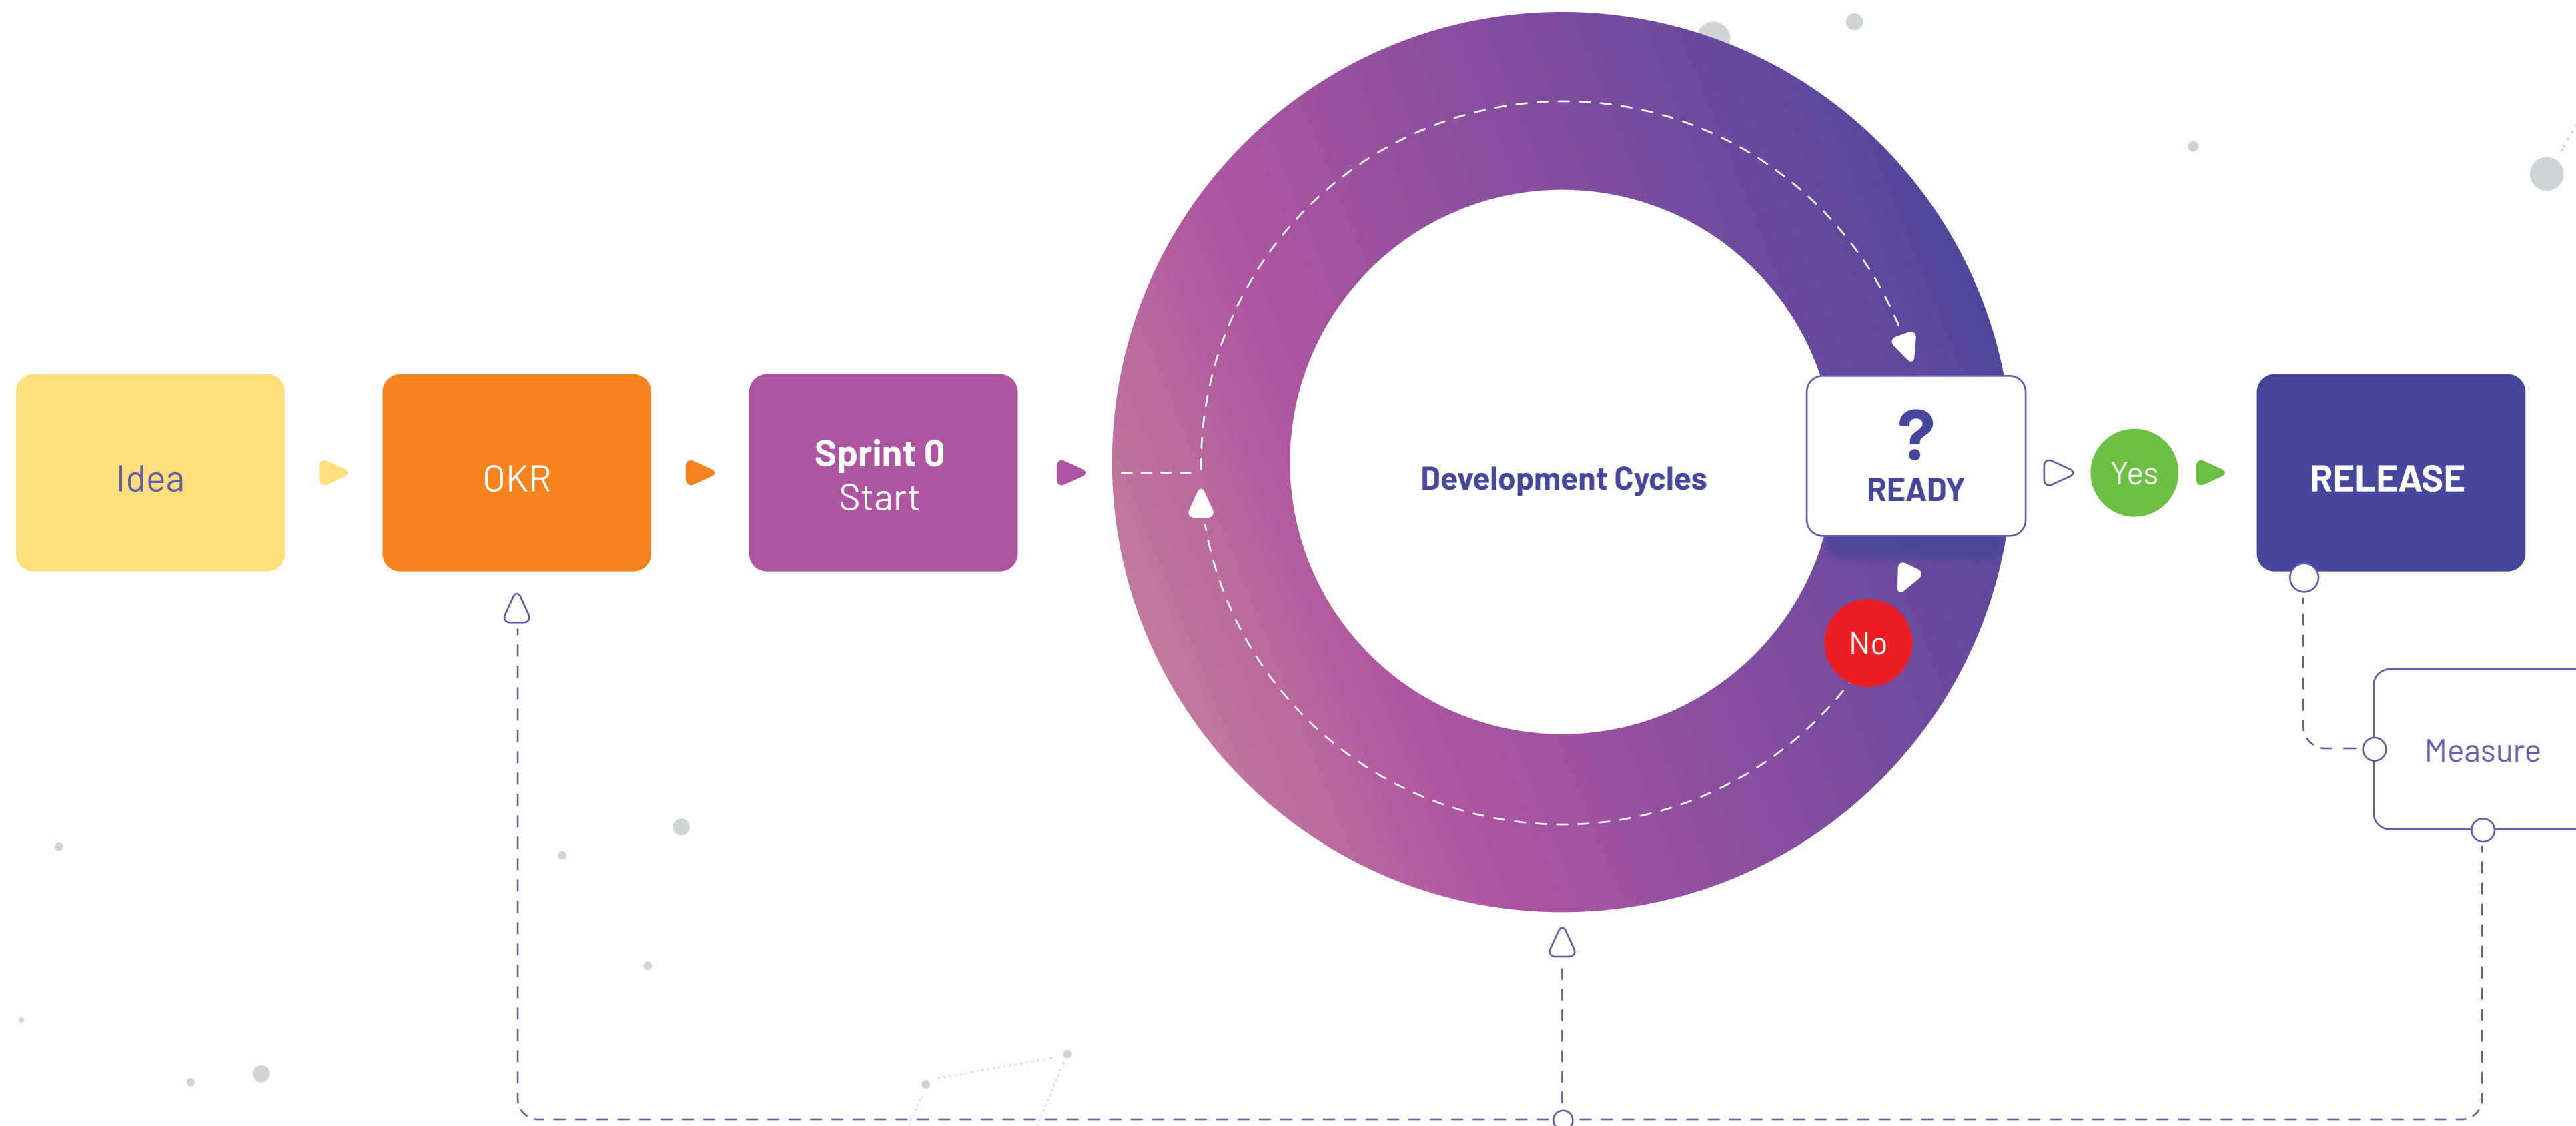 Idea
OKR
Sprint 0
Start
Development Cycles
?
READY
Yes
No
RELEASE
Measure